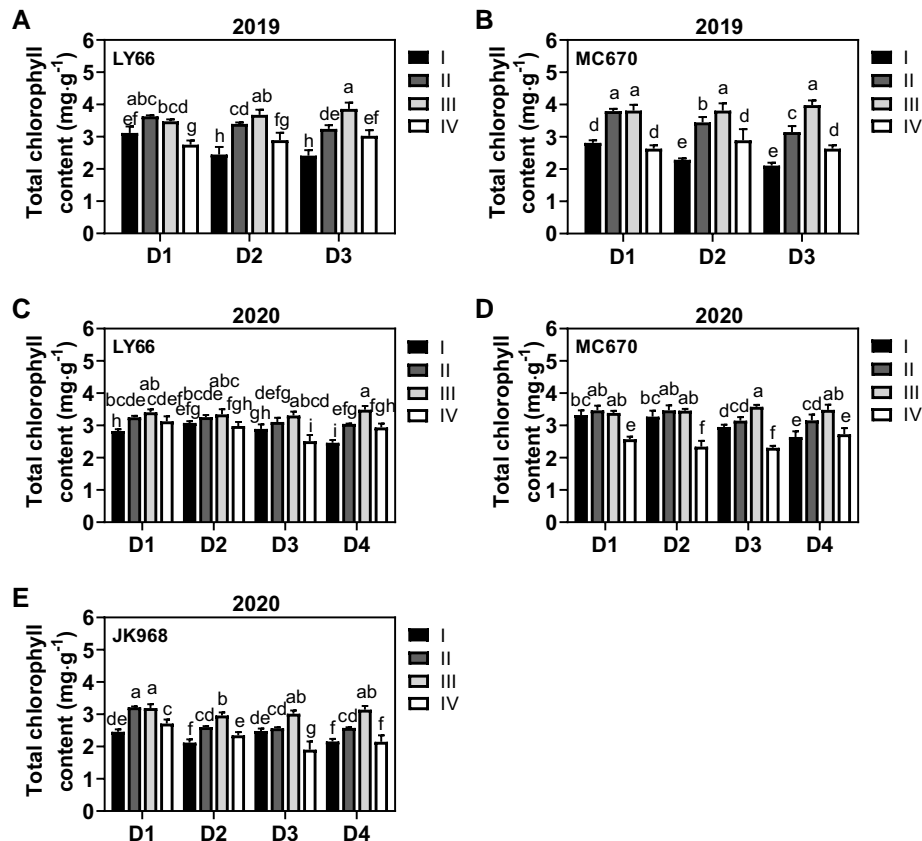 A
2019
LY66
I
II
III
IV
Total chlorophyll
content (mg·g⁻¹)
6
5
4
3
2
1
0
ef
abc
bcd
g
h
cd
ab
fg
h
de
a
ef
D1
D2
D3
B
2019
MC670
I
II
III
IV
Total chlorophyll
content (mg·g⁻¹)
6
5
4
3
2
1
0
d
a
a
d
e
b
a
d
e
c
a
d
D1
D2
D3
C
2020
LY66
I
II
III
IV
Total chlorophyll
content (mg·g⁻¹)
6
5
4
3
2
1
0
h
bcde
ab
cdef
efg
bcde
abc
fgh
gh
defg
abcd
i
i
efg
a
fgh
D1
D2
D3
D4
D
2020
MC670
I
II
III
IV
Total chlorophyll
content (mg·g⁻¹)
6
5
4
3
2
1
0
bc
ab
ab
e
bc
ab
ab
f
d
cd
a
f
e
cd
ab
e
D1
D2
D3
D4
E
2020
JK968
I
II
III
IV
Total chlorophyll
content (mg·g⁻¹)
6
5
4
3
2
1
0
de
a
a
c
f
cd
b
e
de
cd
ab
g
f
cd
ab
f
D1
D2
D3
D4